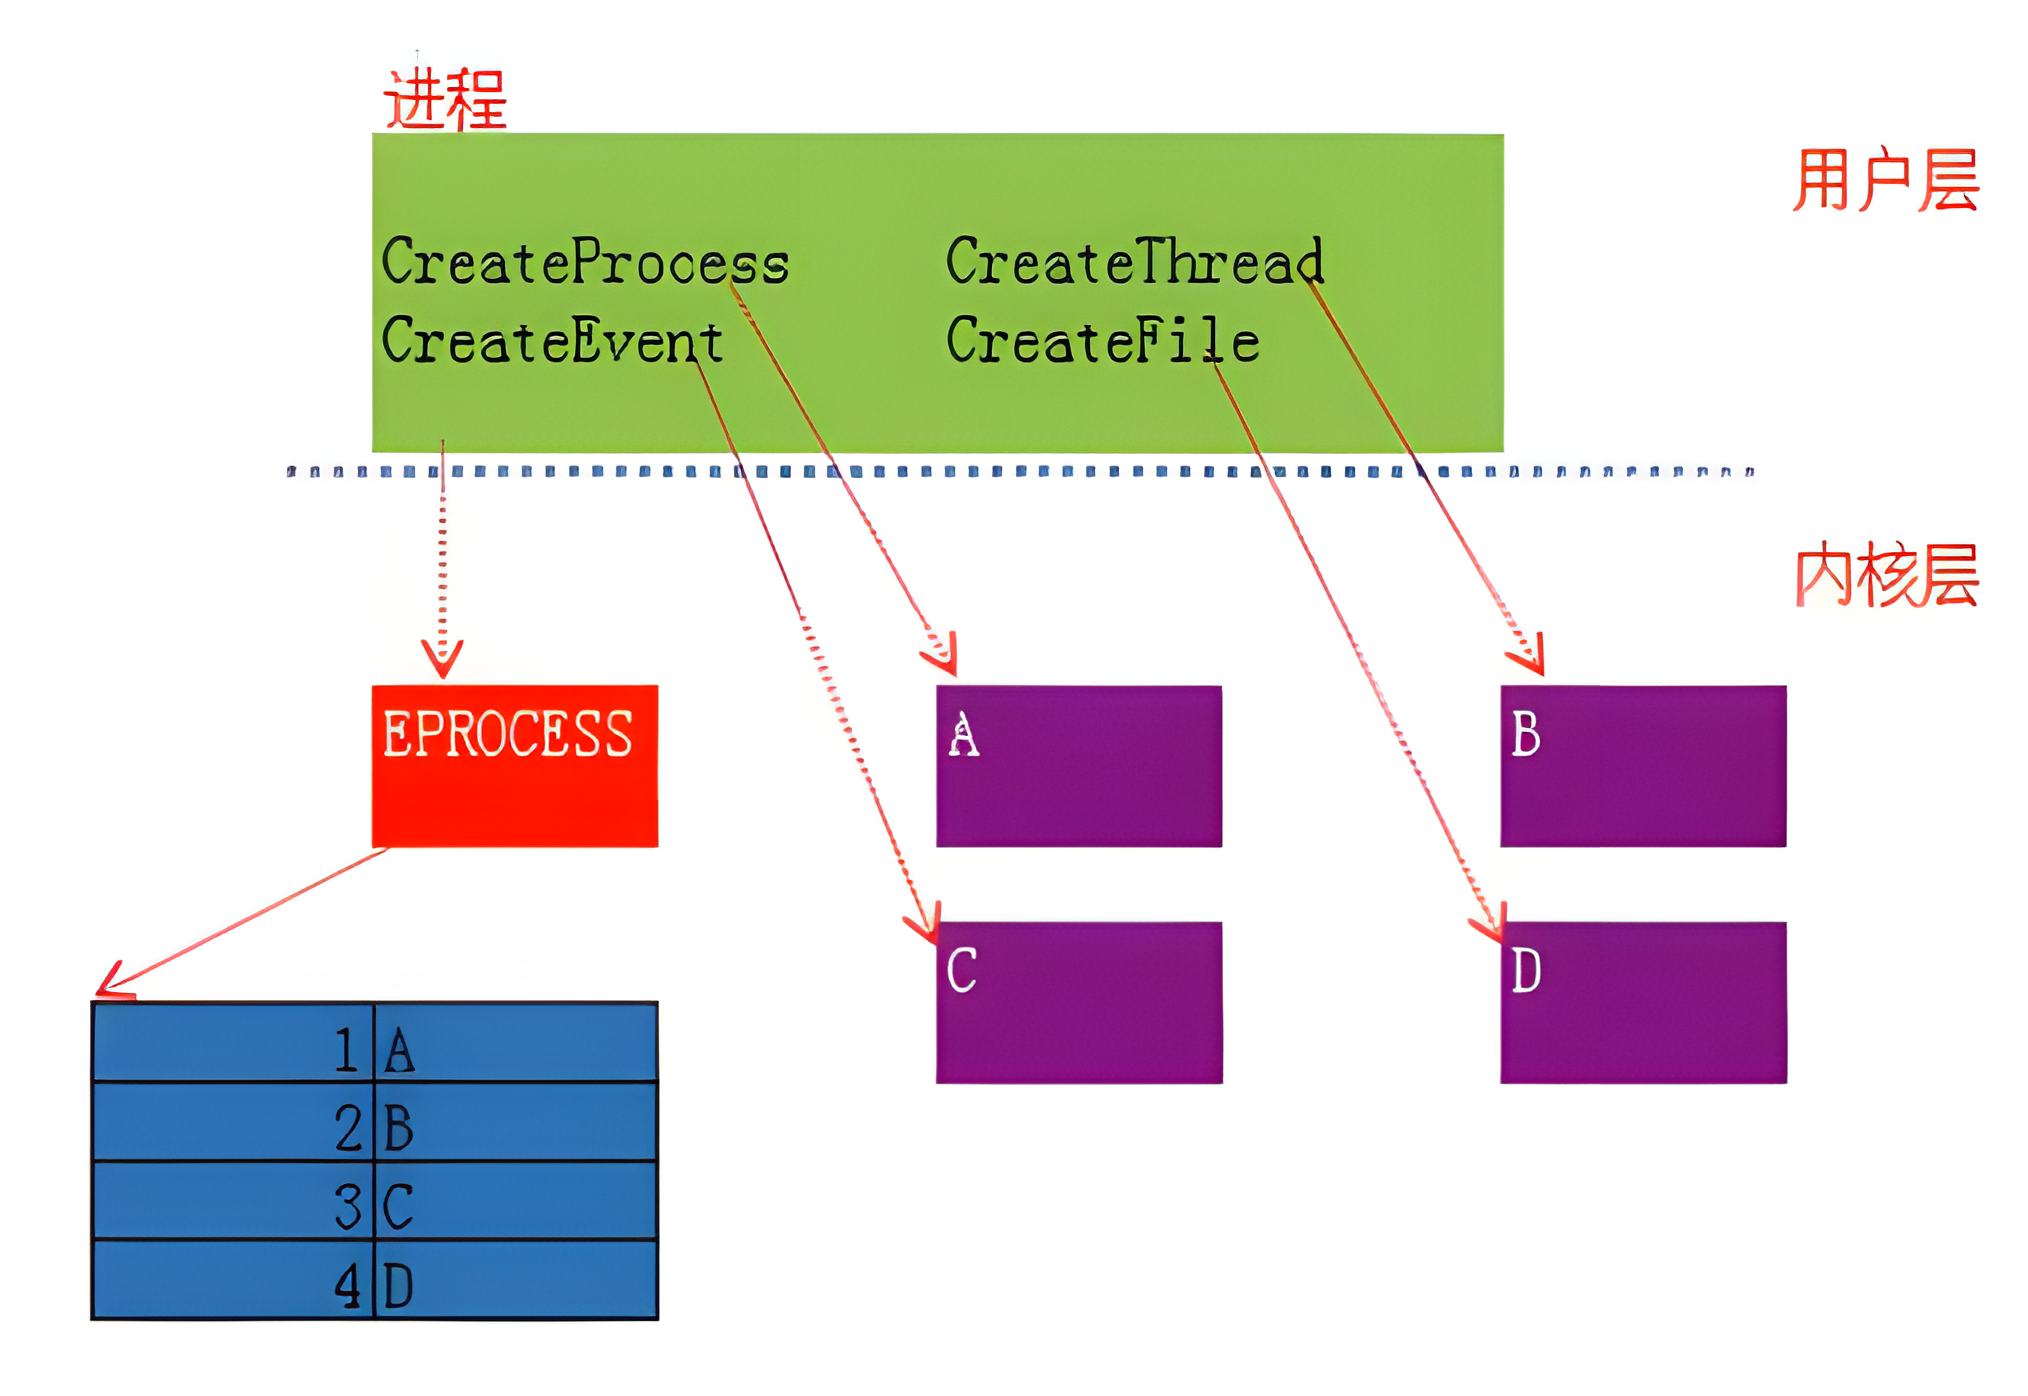 进程
用户层
CreateProcess
CreateThread
CreateEvent
CreateFile
内核层
EPROCESS
A
B
C
D
1 A
2 B
3 C
4 D